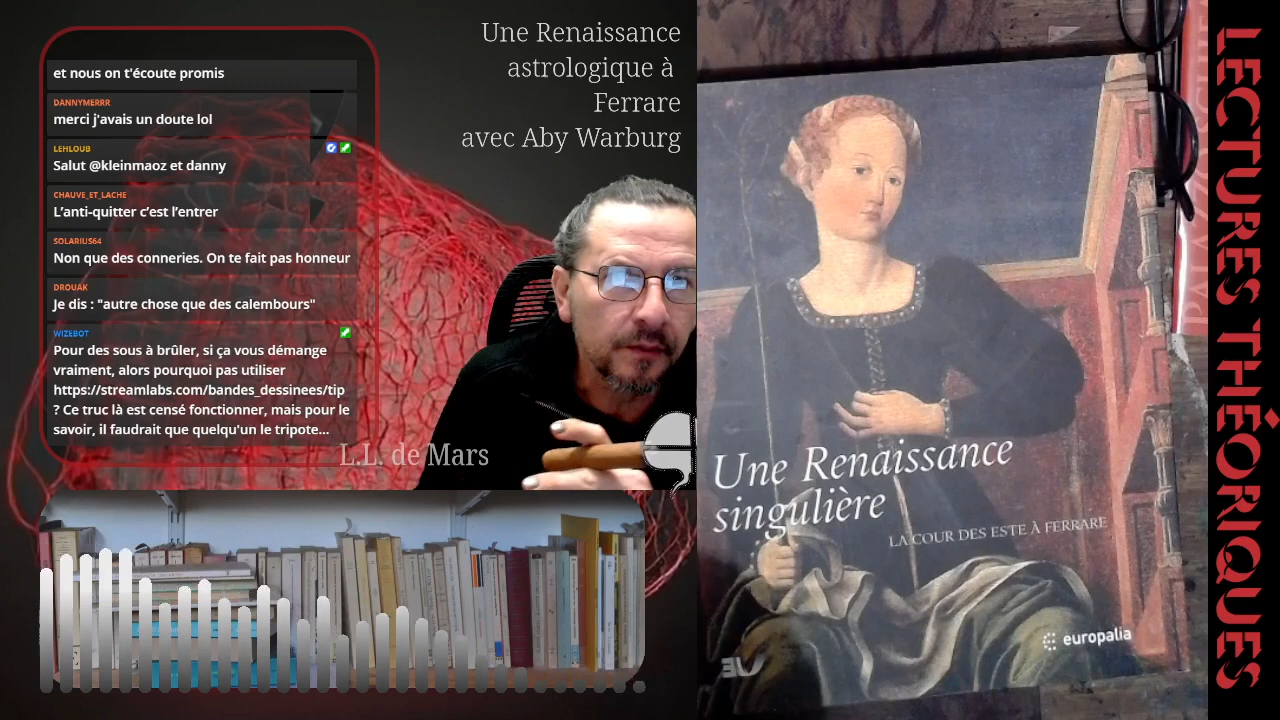 et nous on t'écoute promis
DANNYMERRR
merci j'avais un doute lol
LEHLOUB
Salut @kleinmaoz et danny
CHAUVE_ET_LACHE
L’anti-quitter c’est l’entrer
SOLARIUS64
Non que des conneries. On te fait pas honneur
DROUAK
Je dis : "autre chose que des calembours"
WIZEBOT
Pour des sous à brûler, si ça vous démange
vraiment, alors pourquoi pas utiliser
https://streamlabs.com/bandes_dessinees/tip
? Ce truc là est censé fonctionner, mais pour le
savoir, il faudrait que quelqu'un le tripote...
Une Renaissance
astrologique à
Ferrare
avec Aby Warburg
L.L. de Mars
Une Renaissance
singulière
LA COUR DES ESTE À FERRARE
europalia
LECTURES THÉORIQUES